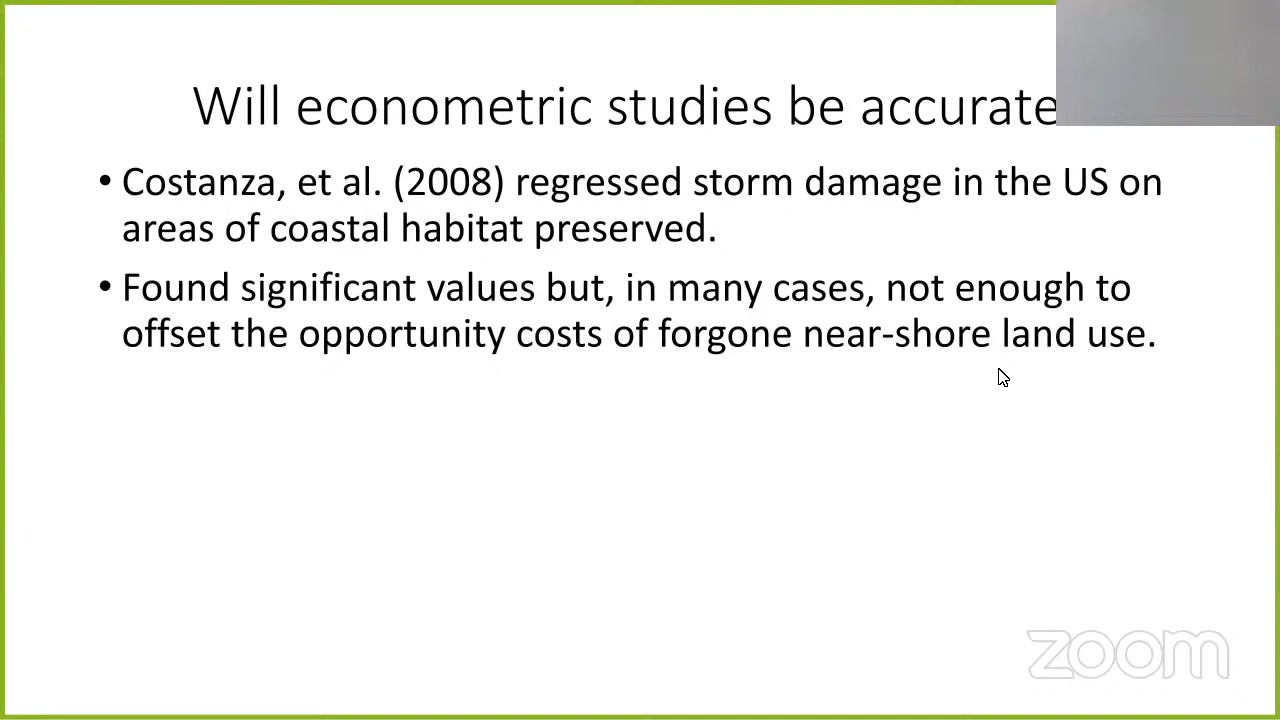 Will econometric studies be accurate
• Costanza, et al. (2008) regressed storm damage in the US on
areas of coastal habitat preserved.
• Found significant values but, in many cases, not enough to
offset the opportunity costs of forgone near-shore land use.
zoom